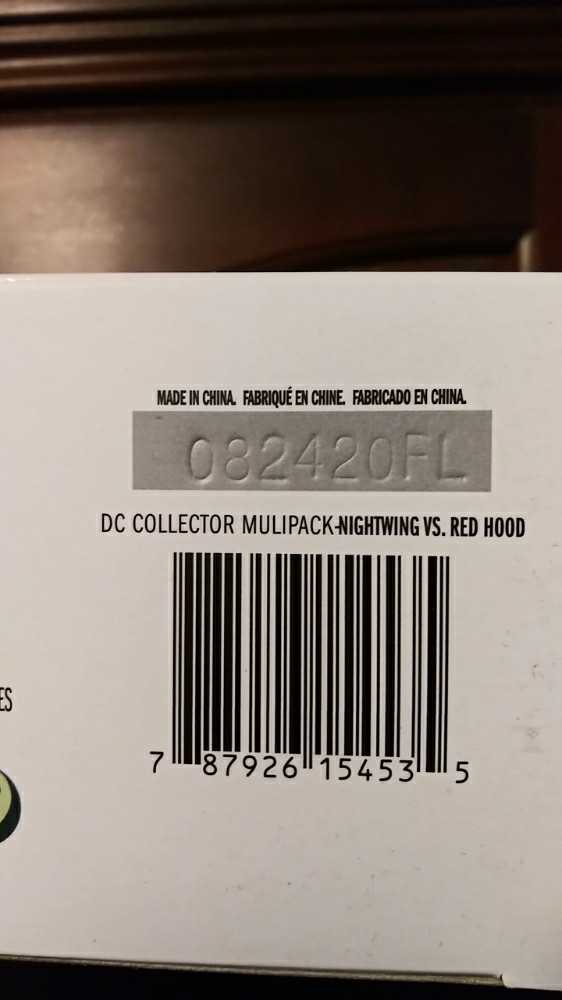 MADE IN CHINA. FABRIQUÉ EN CHINE. FABRICADO EN CHINA.
082420FL
DC COLLECTOR MULIPACK-NIGHTWING VS. RED HOOD
ES
7 87926 15453 5